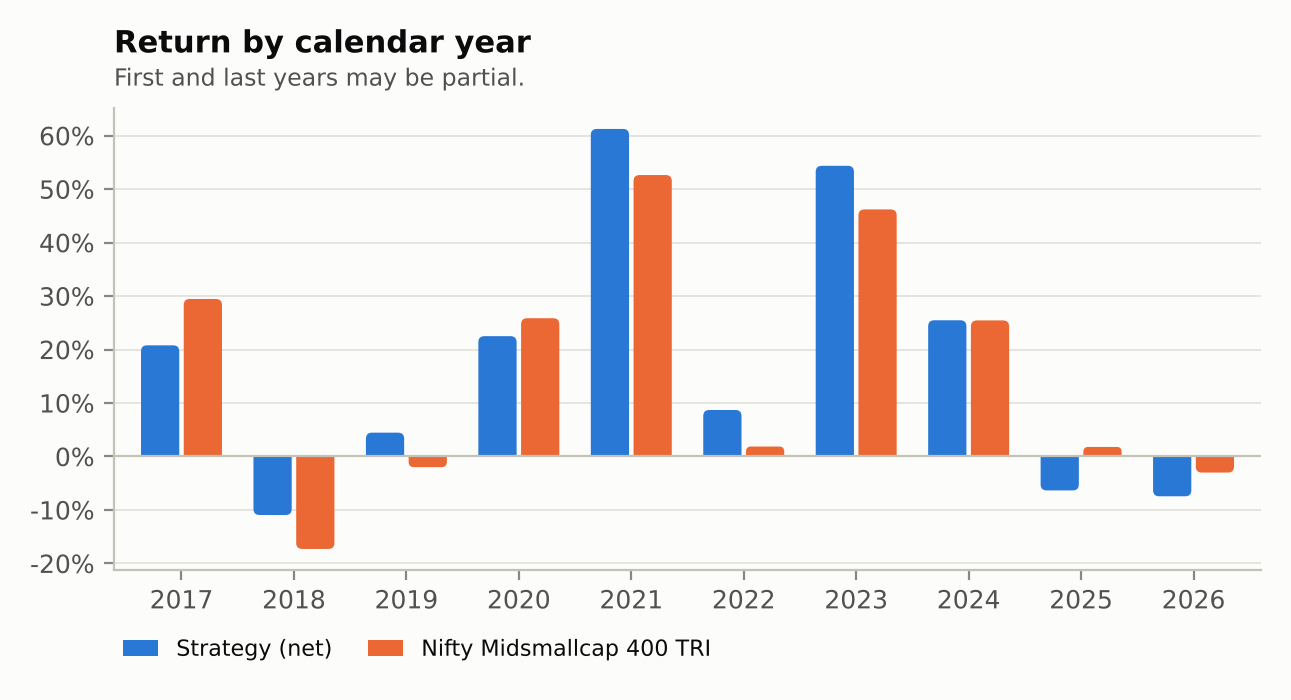 Return by calendar year
First and last years may be partial.
60%
50%
40%
30%
20%
10%
0%
-10%
-20%
2017 2018 2019 2020 2021 2022 2023 2024 2025 2026
Strategy (net) Nifty Midsmallcap 400 TRI